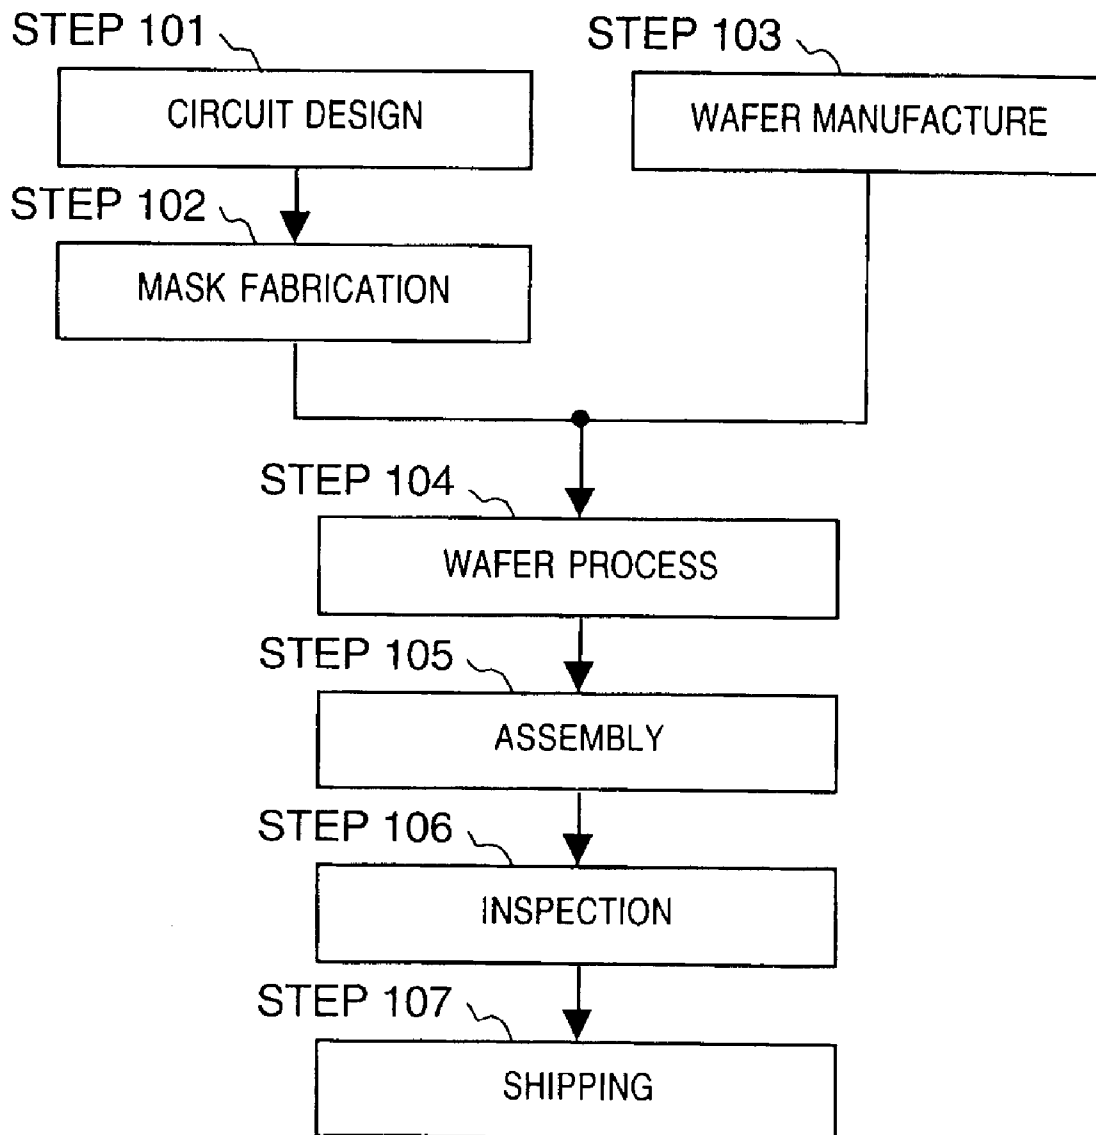 STEP 101
CIRCUIT DESIGN
STEP 103
WAFER MANUFACTURE
STEP 102
MASK FABRICATION
STEP 104
WAFER PROCESS
STEP 105
ASSEMBLY
STEP 106
INSPECTION
STEP 107
SHIPPING